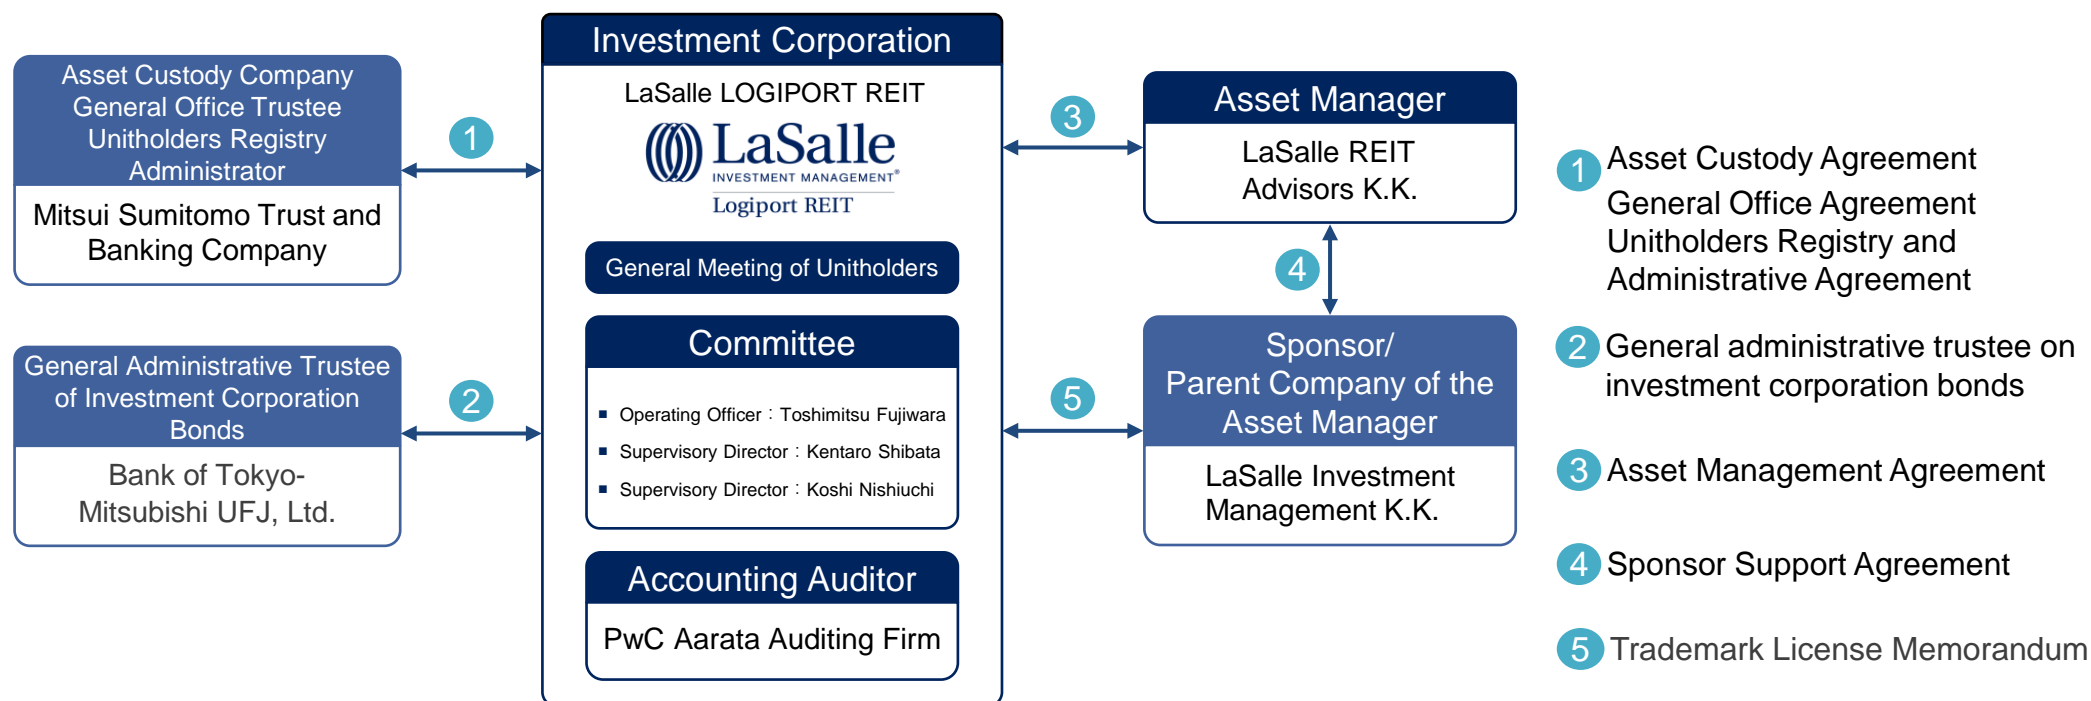 Asset Custody Company
General Office Trustee
Unitholders Registry
Administrator
Mitsui Sumitomo Trust and
Banking Company
1
General Administrative Trustee
of Investment Corporation
Bonds
Bank of Tokyo-
Mitsubishi UFJ, Ltd.
2
Investment Corporation
LaSalle LOGIPORT REIT
LaSalle
INVESTMENT MANAGEMENT®
Logiport REIT
General Meeting of Unitholders
Committee
■ Operating Officer：Toshimitsu Fujiwara
■ Supervisory Director：Kentaro Shibata
■ Supervisory Director：Koshi Nishiuchi
Accounting Auditor
PwC Aarata Auditing Firm
3
Asset Manager
LaSalle REIT
Advisors K.K.
4
5
Sponsor/
Parent Company of the
Asset Manager
LaSalle Investment
Management K.K.
1 Asset Custody Agreement
General Office Agreement
Unitholders Registry and
Administrative Agreement
2 General administrative trustee on
investment corporation bonds
3 Asset Management Agreement
4 Sponsor Support Agreement
5 Trademark License Memorandum